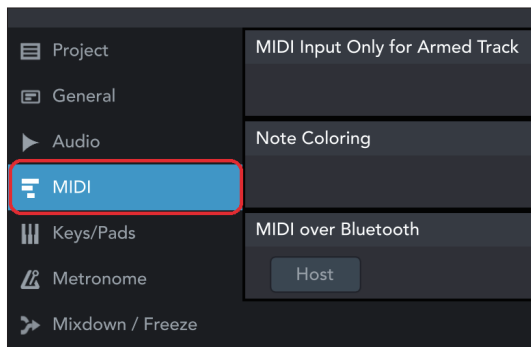 Project
General
Audio
MIDI
Keys/Pads
Metronome
Mixdown / Freeze
MIDI Input Only for Armed Track
Note Coloring
MIDI over Bluetooth
Host